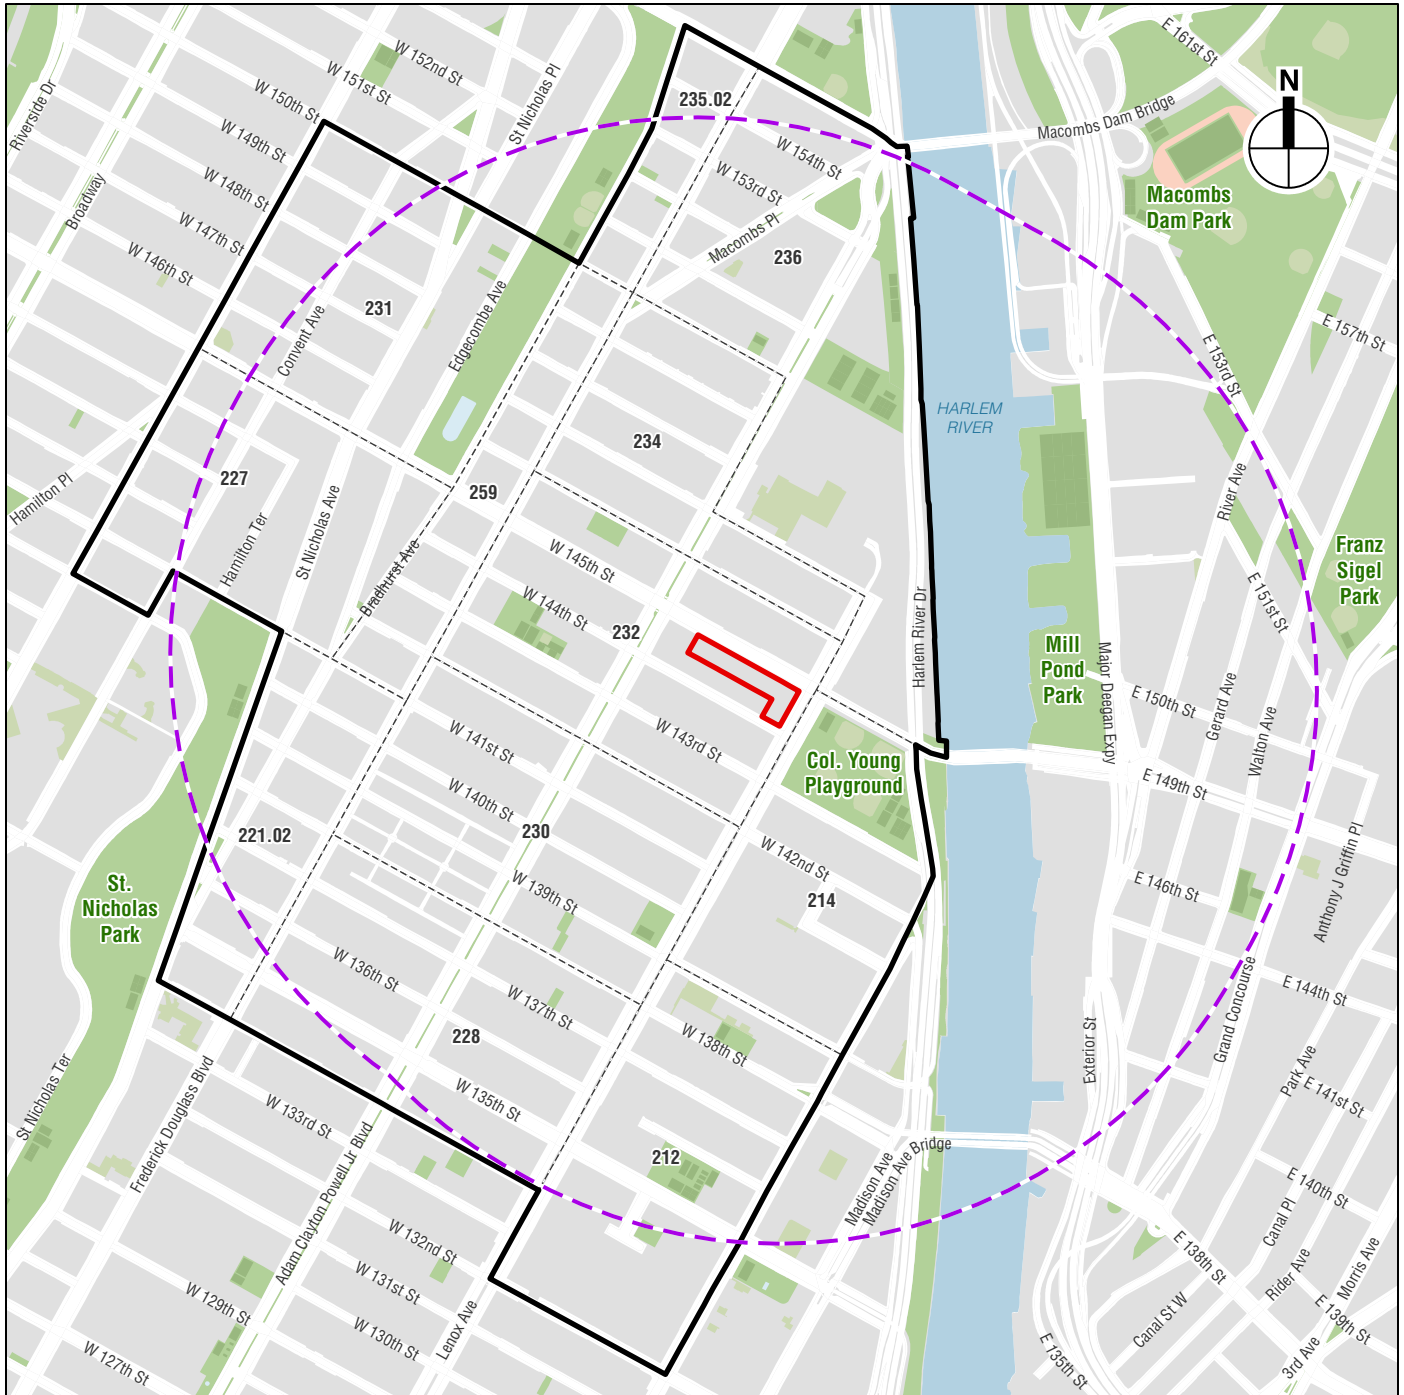 E 161st St
W 152nd St
W 151st St
W 150th St
W 149th St
W 148th St
W 147th St
W 146th St
Riverside Dr
Broadway
St Nicholas Pl
235.02
W 154th St
W 153rd St
Macombs Pl
236
Macombs Dam Bridge
N
Macombs
Dam Park
231
Convent Ave
Edgecombe Ave
E 157th St
E 153rd St
HARLEM
RIVER
234
227
259
Hamilton Pl
Hamilton Ter
St Nicholas Ave
Bradhurst Ave
River Ave
Franz
Sigel
Park
W 145th St
W 144th St
232
E 151st St
Harlem River Dr
Mill
Pond
Park
Major Deegan Expy
E 150th St
Gerard Ave
Walton Ave
W 143rd St
W 141st St
Col. Young
Playground
E 149th St
W 140th St
230
221.02
W 142nd St
214
W 139th St
E 146th St
Anthony J Griffin Pl
St.
Nicholas
Park
W 136th St
W 137th St
228
W 138th St
E 144th St
Grand Concourse
Exterior St
Park Ave
E 141st St
St Nicholas Ter
Frederick Douglass Blvd
W 133rd St
W 135th St
Adam Clayton Powell Jr Blvd
212
Madison Ave
Madison Ave Bridge
E 140th St
Canal Pl
E 138th St
Rider Ave
Morris Ave
W 132nd St
W 131st St
W 130th St
W 129th St
W 127th St
Lenox Ave
Canal St W
E 139th St
E 135th St
3rd Ave